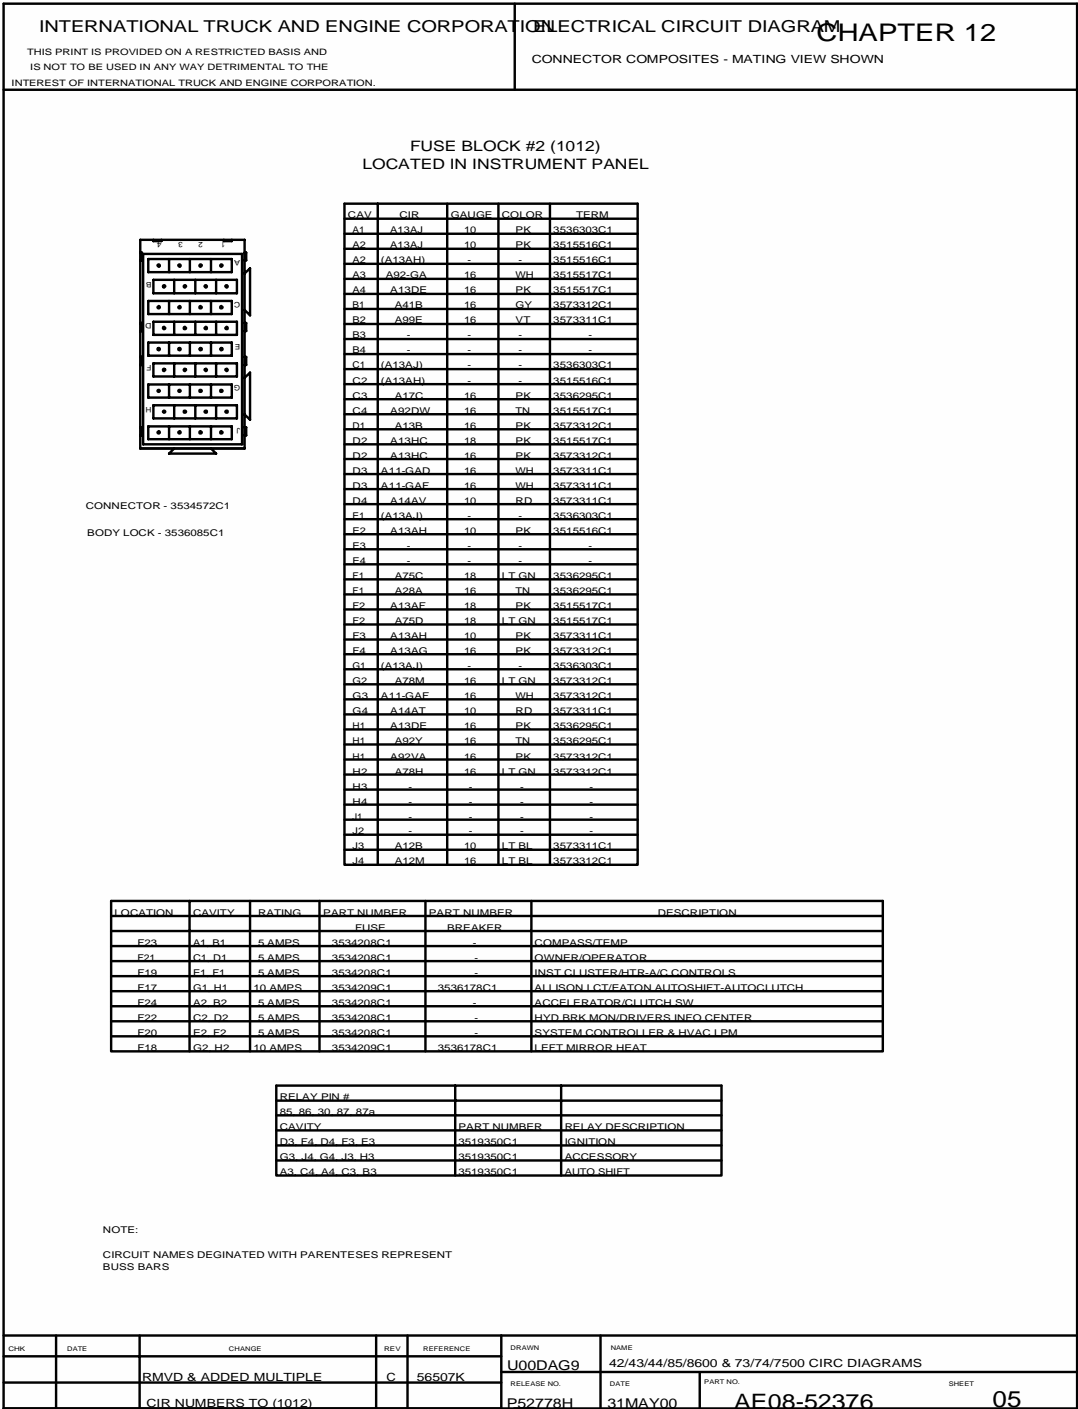 INTERNATIONAL TRUCK AND ENGINE CORPORATION
THIS PRINT IS PROVIDED ON A RESTRICTED BASIS AND
IS NOT TO BE USED IN ANY WAY DETRIMENTAL TO THE
INTEREST OF INTERNATIONAL TRUCK AND ENGINE CORPORATION.
ELECTRICAL CIRCUIT DIAGRAM
CHAPTER 12
CONNECTOR COMPOSITES - MATING VIEW SHOWN
FUSE BLOCK #2 (1012)
LOCATED IN INSTRUMENT PANEL
4 3 2 1
A
B
C
D
E
F
G
H
J
CONNECTOR - 3534572C1
BODY LOCK - 3536085C1
CAV CIR GAUGE COLOR TERM
A1 A13AJ 10 PK 3536303C1
A2 A13AJ 10 PK 3515516C1
A2 (A13AH) - - 3515516C1
A3 A92-GA 16 WH 3515517C1
A4 A13DE 16 PK 3515517C1
B1 A41B 16 GY 3573312C1
B2 A99E 16 VT 3573311C1
B3 - - - -
B4 - - - -
C1 (A13AJ) - - 3536303C1
C2 (A13AH) - - 3515516C1
C3 A17C 16 PK 3536295C1
C4 A92DW 16 TN 3515517C1
D1 A13B 16 PK 3573312C1
D2 A13HC 18 PK 3515517C1
D2 A13HC 16 PK 3573312C1
D3 A11-GAD 16 WH 3573311C1
D3 A11-GAE 16 WH 3573311C1
D4 A14AV 10 RD 3573311C1
E1 (A13AJ) - - 3536303C1
E2 A13AH 10 PK 3515516C1
E3 - - - -
E4 - - - -
F1 A75C 18 LT GN 3536295C1
F1 A28A 16 TN 3536295C1
F2 A13AF 18 PK 3515517C1
F2 A75D 18 LT GN 3515517C1
F3 A13AH 10 PK 3573311C1
F4 A13AG 16 PK 3573312C1
G1 (A13AJ) - - 3536303C1
G2 A78M 16 LT GN 3573312C1
G3 A11-GAF 16 WH 3573312C1
G4 A14AT 10 RD 3573311C1
H1 A13DE 16 PK 3536295C1
H1 A92Y 16 TN 3536295C1
H1 A92VA 16 PK 3573312C1
H2 A78H 16 LT GN 3573312C1
H3 - - - -
H4 - - - -
J1 - - - -
J2 - - - -
J3 A12B 10 LT BL 3573311C1
J4 A12M 16 LT BL 3573312C1
LOCATION CAVITY RATING PART NUMBER PART NUMBER DESCRIPTION
FUSE BREAKER
F23 A1, B1 5 AMPS 3534208C1 - COMPASS/TEMP
F21 C1, D1 5 AMPS 3534208C1 - OWNER/OPERATOR
F19 E1, F1 5 AMPS 3534208C1 - INST CLUSTER/HTR-A/C CONTROLS
F17 G1, H1 10 AMPS 3534209C1 3536178C1 ALLISON LCT/EATON AUTOSHIFT-AUTOCLUTCH
F24 A2, B2 5 AMPS 3534208C1 - ACCELERATOR/CLUTCH SW
F22 C2, D2 5 AMPS 3534208C1 - HYD BRK MON/DRIVERS INFO CENTER
F20 E2, F2 5 AMPS 3534208C1 - SYSTEM CONTROLLER & HVAC LPM
F18 G2, H2 10 AMPS 3534209C1 3536178C1 LEFT MIRROR HEAT
RELAY PIN #
85, 86, 30, 87, 87a
CAVITY PART NUMBER RELAY DESCRIPTION
D3, F4, D4, F3, E3 3519350C1 IGNITION
G3, J4, G4, J3, H3 3519350C1 ACCESSORY
A3, C4, A4, C3, B3 3519350C1 AUTO SHIFT
NOTE:
CIRCUIT NAMES DEGINATED WITH PARENTESES REPRESENT
BUSS BARS
CHK DATE CHANGE REV REFERENCE
RMVD & ADDED MULTIPLE C 56507K
CIR NUMBERS TO (1012)
DRAWN
U00DAG9
NAME
42/43/44/85/8600 & 73/74/7500 CIRC DIAGRAMS
RELEASE NO.
P52778H
DATE
31MAY00
PART NO.
AE08-52376
SHEET
05